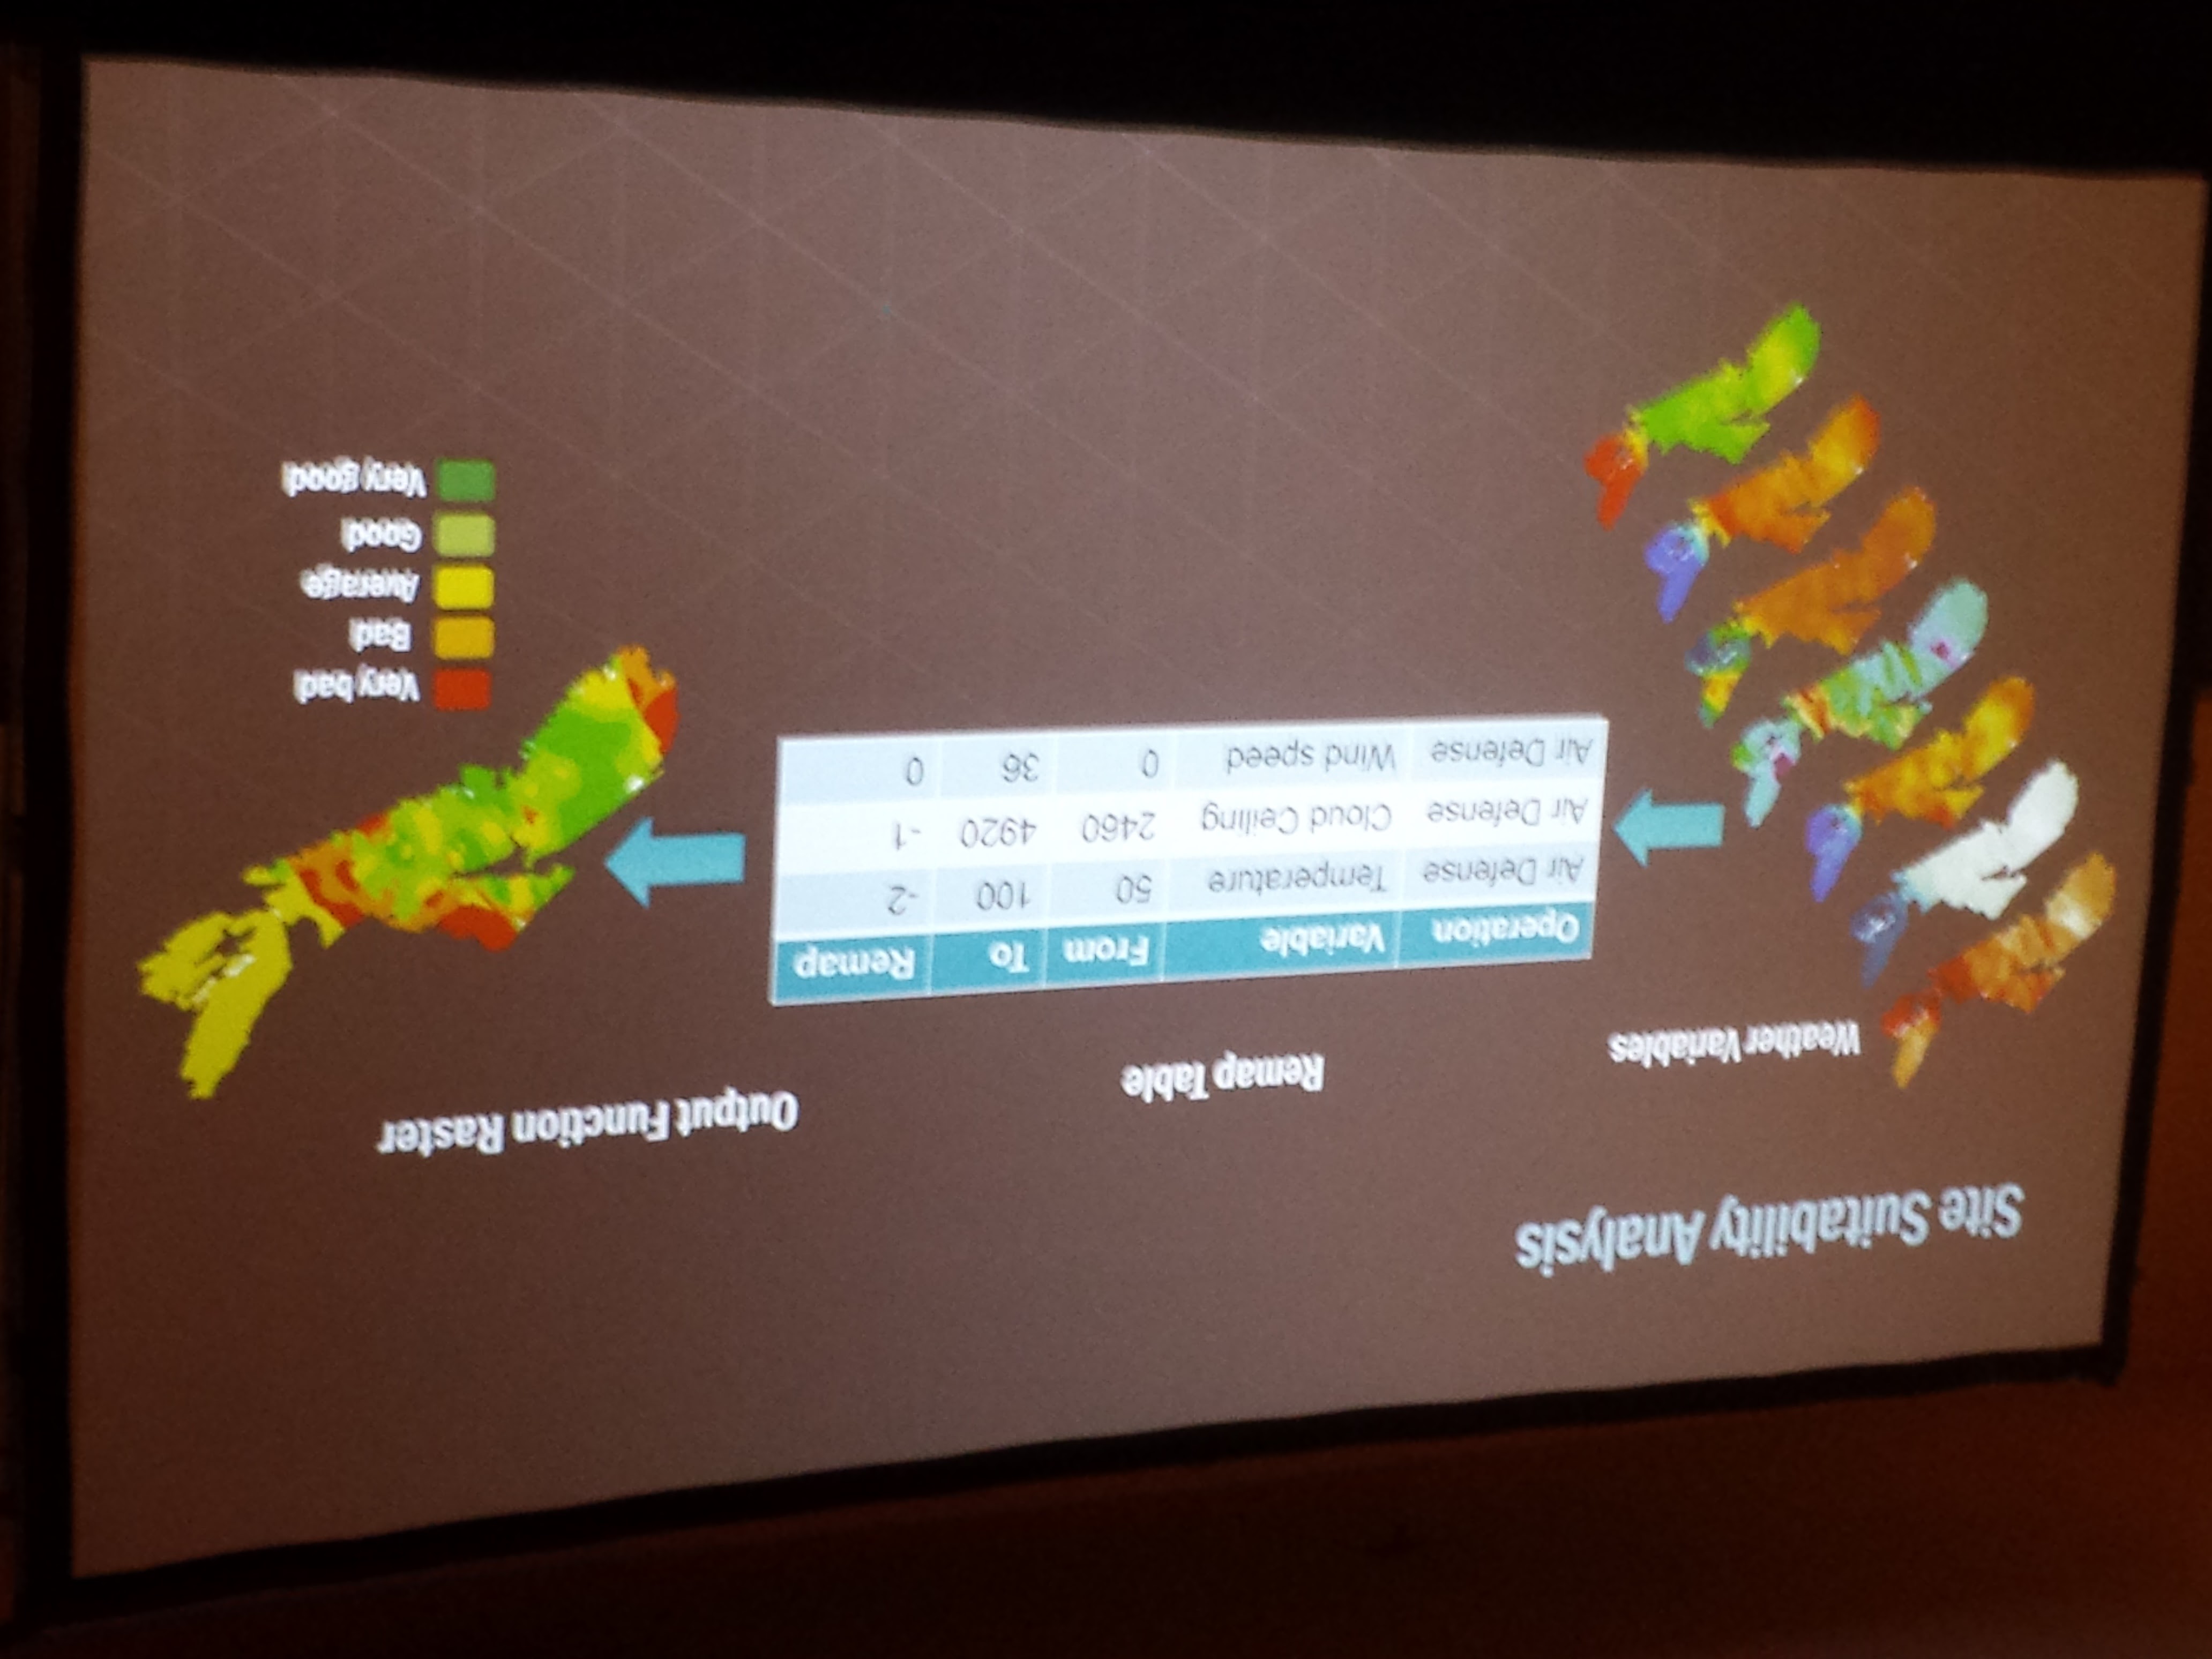 Site Suitability Analysis
Weather Variables
Remap Table
Output Function Raster
Operation Variable From To Remap
Air Defense Temperature 50 100 -2
Air Defense Cloud Ceiling 2460 4920 -1
Air Defense Wind speed 0 36 0
Very bad
Bad
Average
Good
Very good